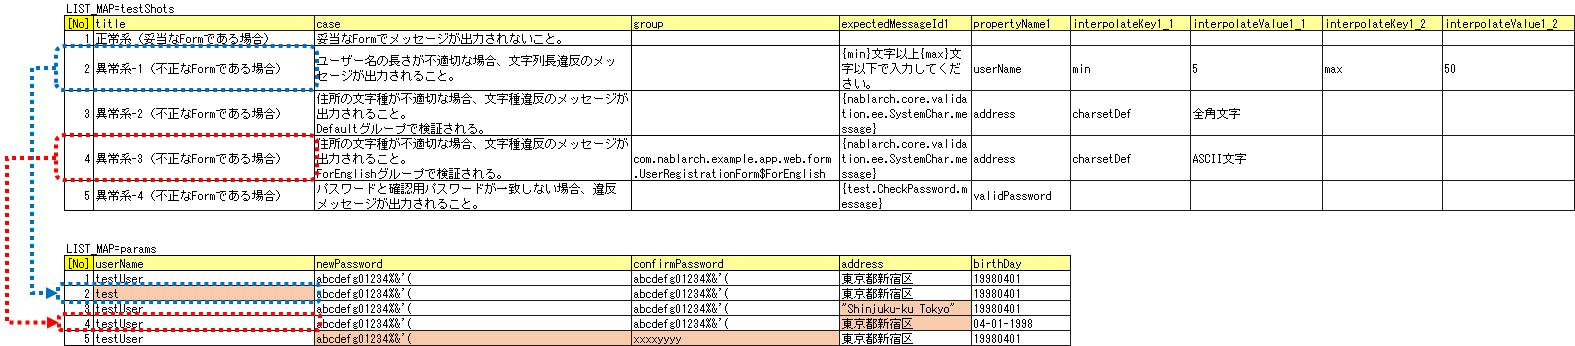 LIST_MAP=testShots
[No] title case group expectedMessageId1 propertyName1 interpolateKey1_1 interpolateValue1_1 interpolateKey1_2 interpolateValue1_2
1 正常系(妥当なFormである場合) 妥当なFormでメッセージが出力されないこと。
2 異常系-1(不正なFormである場合) ユーザー名の長さが不適切な場合、文字列長違反のメッ
セージが出力されること。 {min}文字以上{max}文
字以下で入力してくだ
さい。 userName min 5 max 50
3 異常系-2(不正なFormである場合) 住所の文字種が不適切な場合、文字種違反のメッセージが
出力されること。
Defaultグループで検証される。 {nablarch.core.valida
tion.ee.SystemChar.me
ssage} address charsetDef 全角文字
4 異常系-3(不正なFormである場合) 住所の文字種が不適切な場合、文字種違反のメッセージが
出力されること。
ForEnglishグループで検証される。 com.nablarch.example.app.web.form
.UserRegistrationForm$ForEnglish {nablarch.core.valida
tion.ee.SystemChar.me
ssage} address charsetDef ASCII文字
5 異常系-4(不正なFormである場合) パスワードと確認用パスワードが一致しない場合、違反
メッセージが出力されること。 {test.CheckPassword.m
essage} validPassword
LIST_MAP=params
[No] userName newPassword confirmPassword address birthDay
1 testUser abcdefg01234%&'( abcdefg01234%&'( 東京都新宿区 19980401
2 test abcdefg01234%&'( abcdefg01234%&'( 東京都新宿区 19980401
3 testUser abcdefg01234%&'( abcdefg01234%&'( "Shinjuku-ku Tokyo" 19980401
4 testUser abcdefg01234%&'( abcdefg01234%&'( 東京都新宿区 04-01-1998
5 testUser abcdefg01234%&'( xxxxyyyy 東京都新宿区 19980401